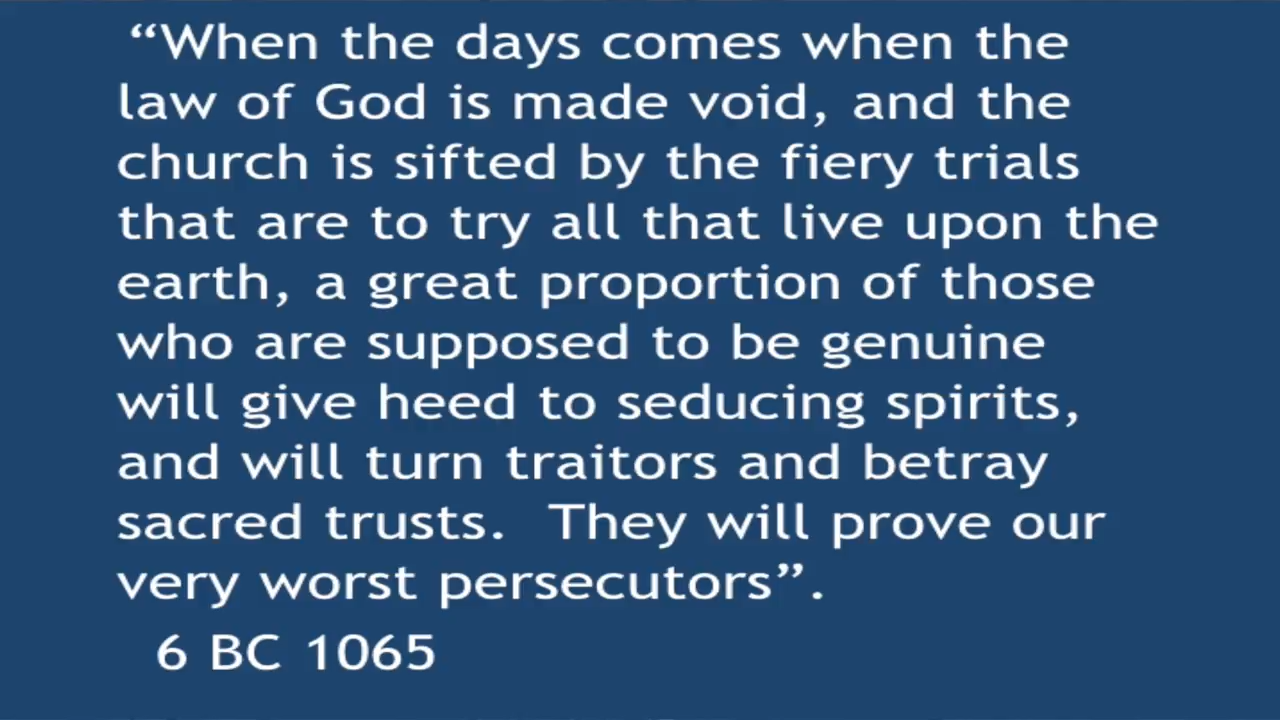 “When the days comes when the
law of God is made void, and the
church is sifted by the fiery trials
that are to try all that live upon the
earth, a great proportion of those
who are supposed to be genuine
will give heed to seducing spirits,
and will turn traitors and betray
sacred trusts.  They will prove our
very worst persecutors”.
6 BC 1065